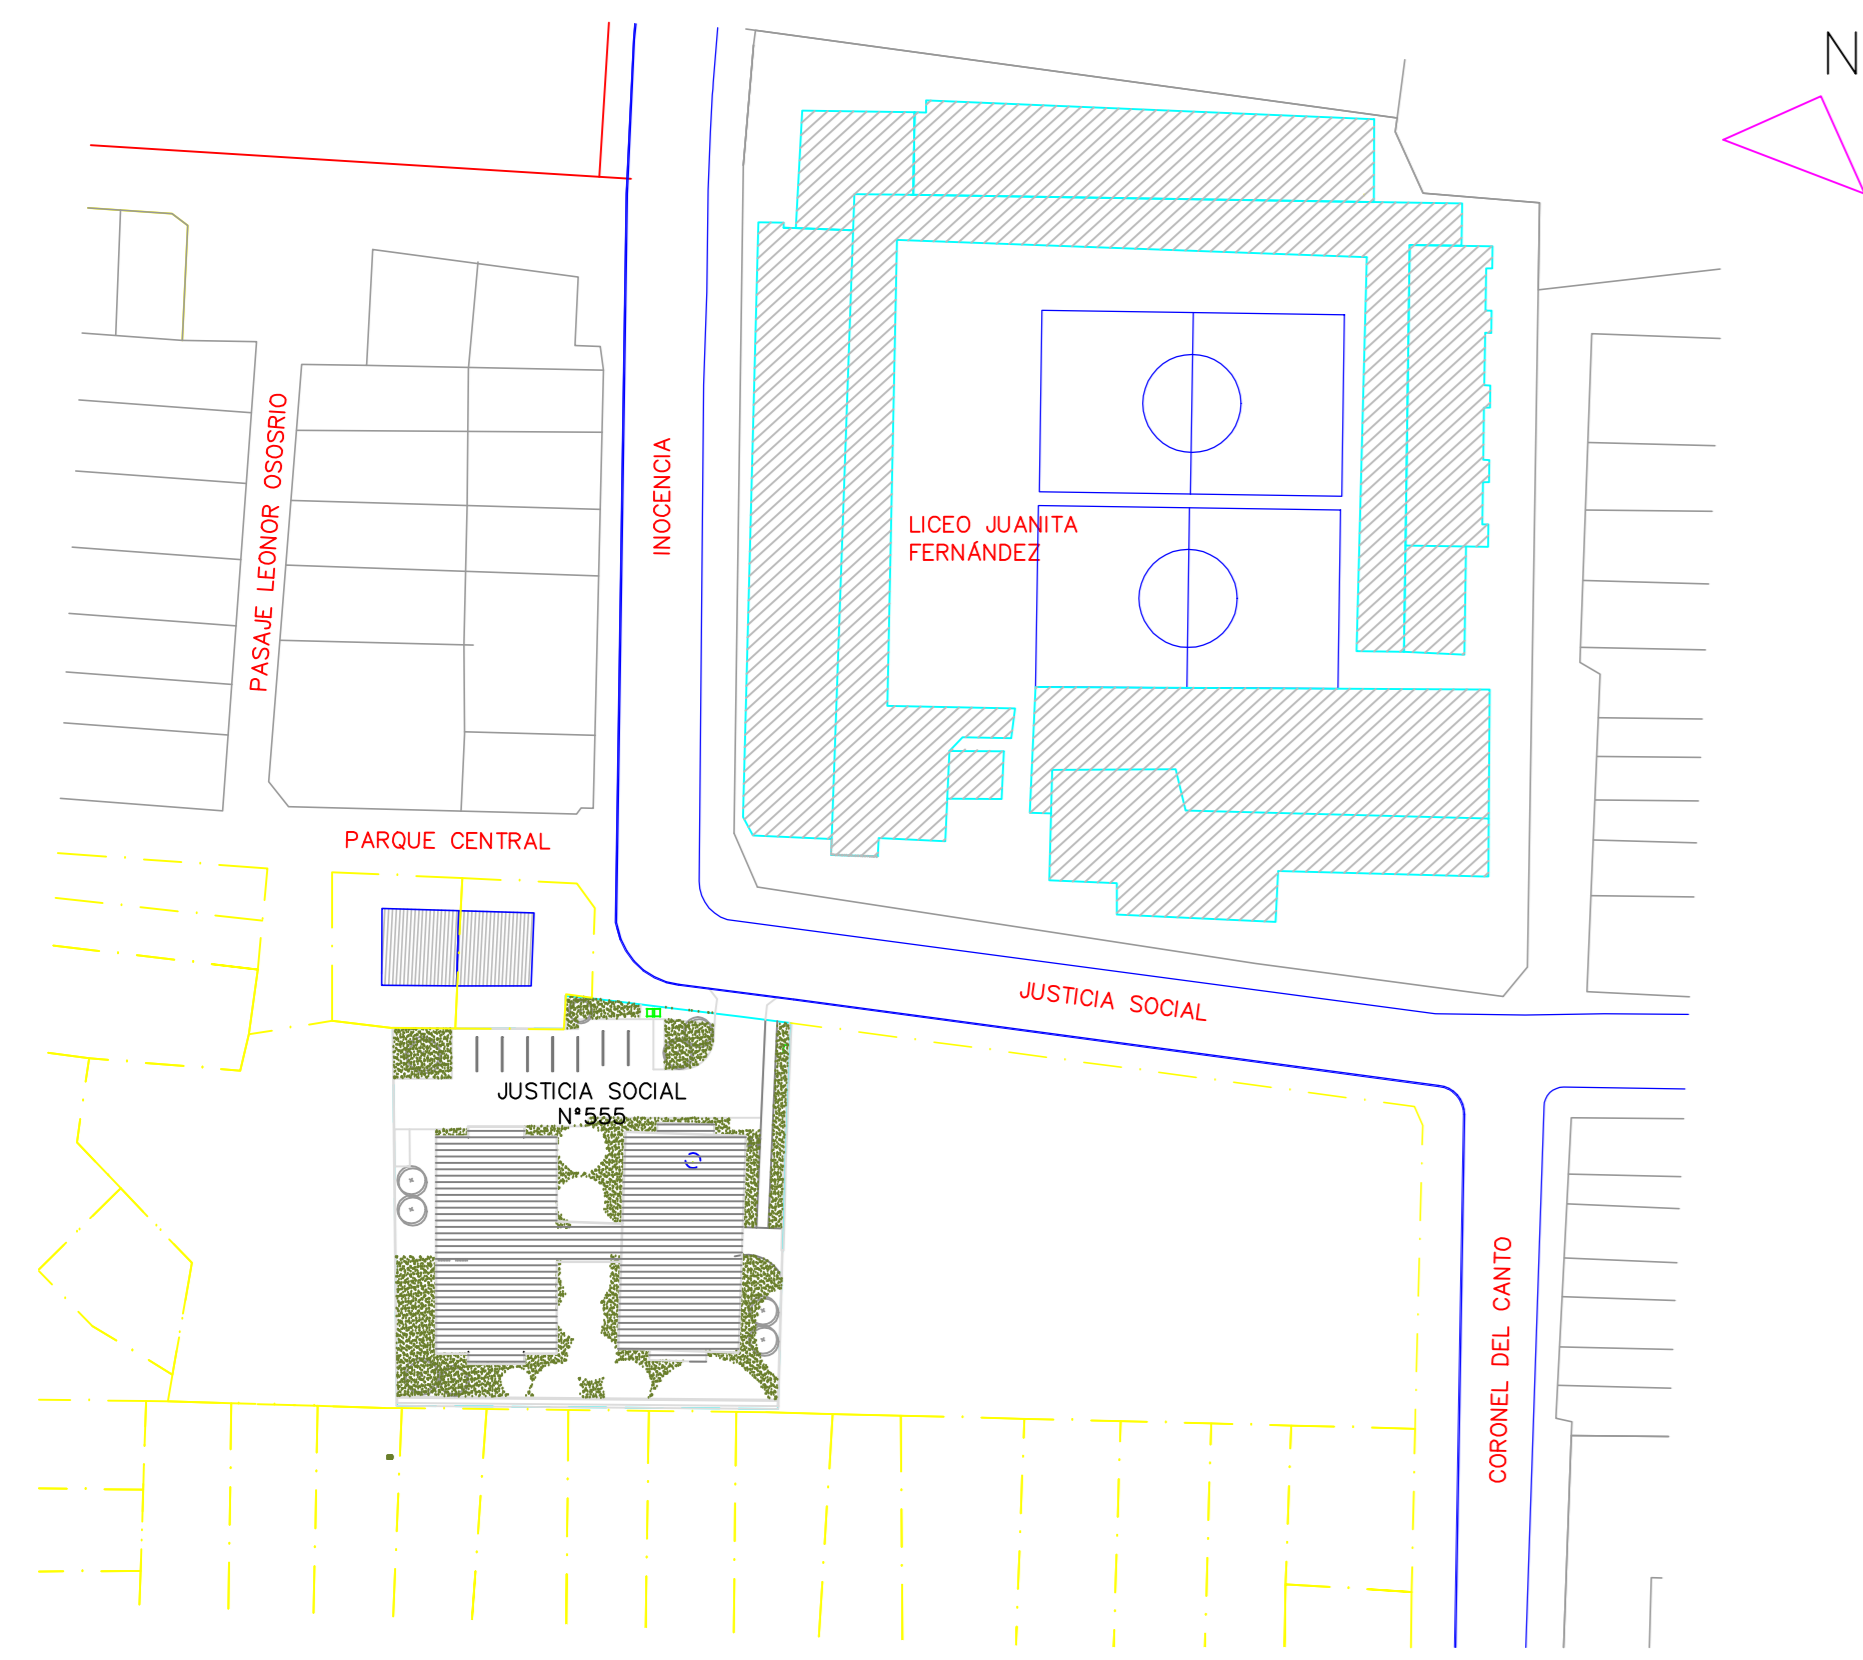 N
PASAJE LEONOR OSOSRIO
INOCENCIA
LICEO JUANITA
FERNÁNDEZ
PARQUE CENTRAL
JUSTICIA SOCIAL
JUSTICIA SOCIAL
N°555
CORONEL DEL CANTO